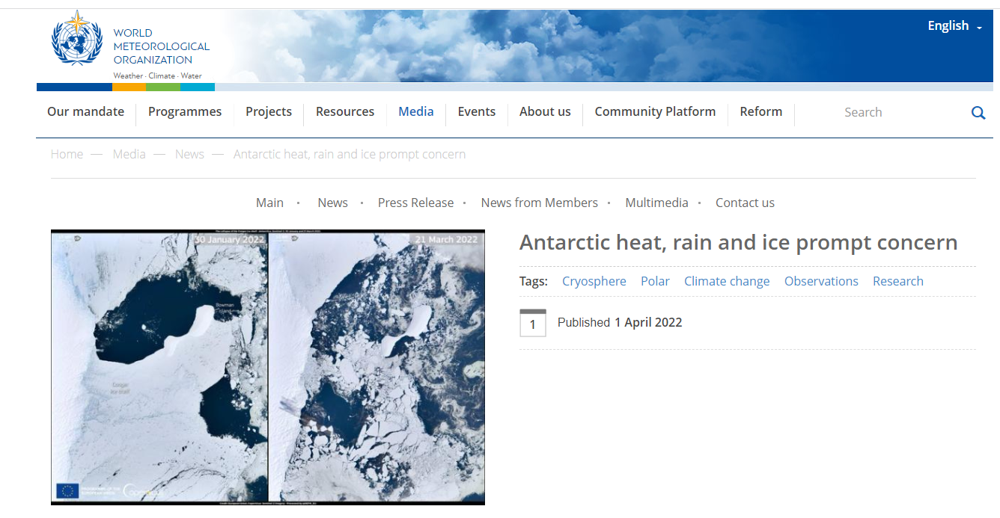 English
WORLD
METEOROLOGICAL
ORGANIZATION
Weather · Climate · Water
Our mandate
Programmes
Projects
Resources
Media
Events
About us
Community Platform
Reform
Search
Home — Media — News — Antarctic heat, rain and ice prompt concern
Main · News · Press Release · News from Members · Multimedia · Contact us
30 January 2022
21 March 2022
Bowman
Island
Conger
Ice shelf
Antarctic heat, rain and ice prompt concern
Tags: Cryosphere Polar Climate change Observations Research
1
Published 1 April 2022